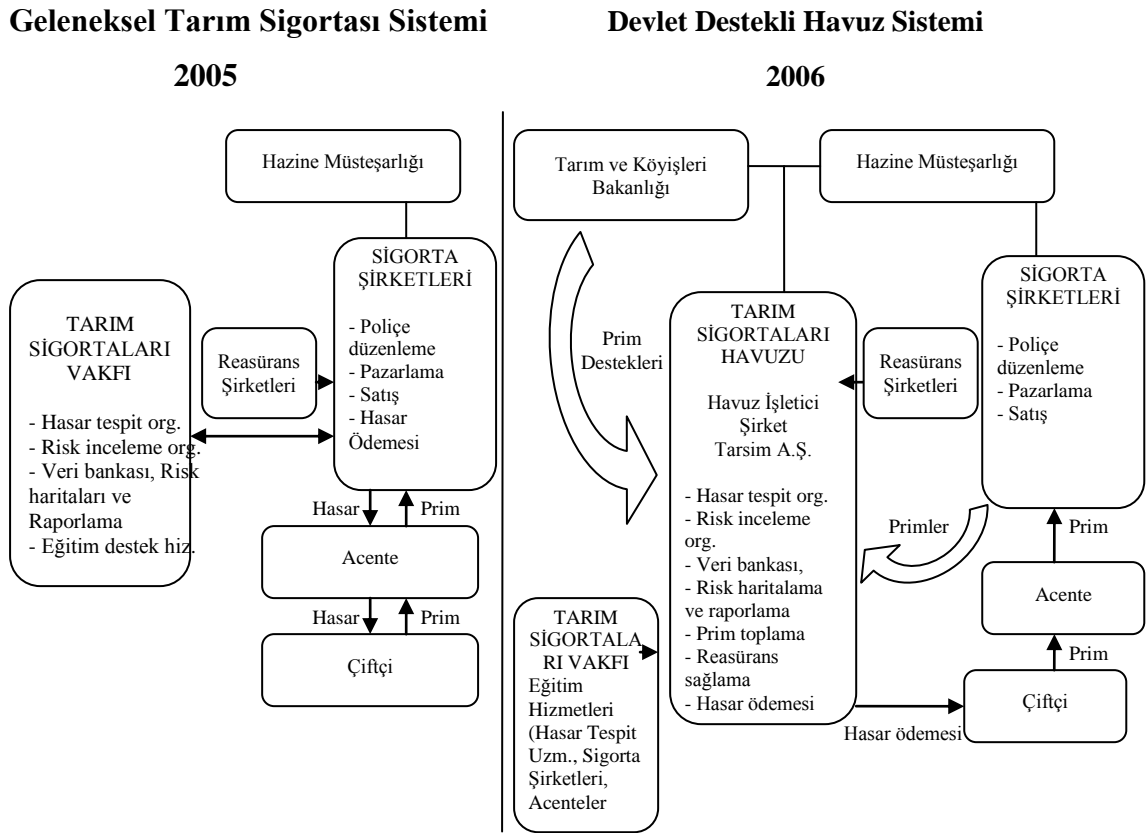 Geleneksel Tarım Sigortası Sistemi
2005
Hazine Müsteşarlığı
TARIM
SİGORTALARI
VAKFI
- Hasar tespit org.
- Risk inceleme org.
- Veri bankası, Risk
haritaları ve
Raporlama
- Eğitim destek hiz.
Reasürans
Şirketleri
SİGORTA
ŞİRKETLERİ
- Poliçe
düzenleme
- Pazarlama
- Satış
- Hasar
Ödemesi
Hasar
Prim
Acente
Hasar
Prim
Çiftçi
Devlet Destekli Havuz Sistemi
2006
Tarım ve Köyişleri
Bakanlığı
Hazine Müsteşarlığı
Prim
Destekleri
TARIM
SİGORTALARI
HAVUZU
Havuz İşletici
Şirket
Tarsim A.Ş.
- Hasar tespit org.
- Risk inceleme
org.
- Veri bankası,
- Risk haritalama
ve raporlama
- Prim toplama
- Reasürans
sağlama
- Hasar ödemesi
Reasürans
Şirketleri
SİGORTA
ŞİRKETLERİ
- Poliçe
düzenleme
- Pazarlama
- Satış
Primler
Prim
Acente
Prim
Çiftçi
Hasar ödemesi
TARIM
SİGORTALA
RI VAKFI
Eğitim
Hizmetleri
(Hasar Tespit
Uzm., Sigorta
Şirketleri,
Acenteler